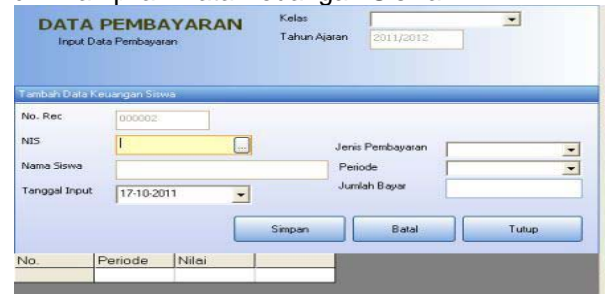 DATA PEMBAYARAN
Input Data Pembayaran
Kelas
Tahun Ajaran 2011/2012
Tambah Data Keuangan Siswa
No. Rec 000002
NIS ...
Nama Siswa
Tanggal Input 17-10-2011
Jenis Pembayaran
Periode
Jumlah Bayar
Simpan Batal Tutup
No. Periode Nilai